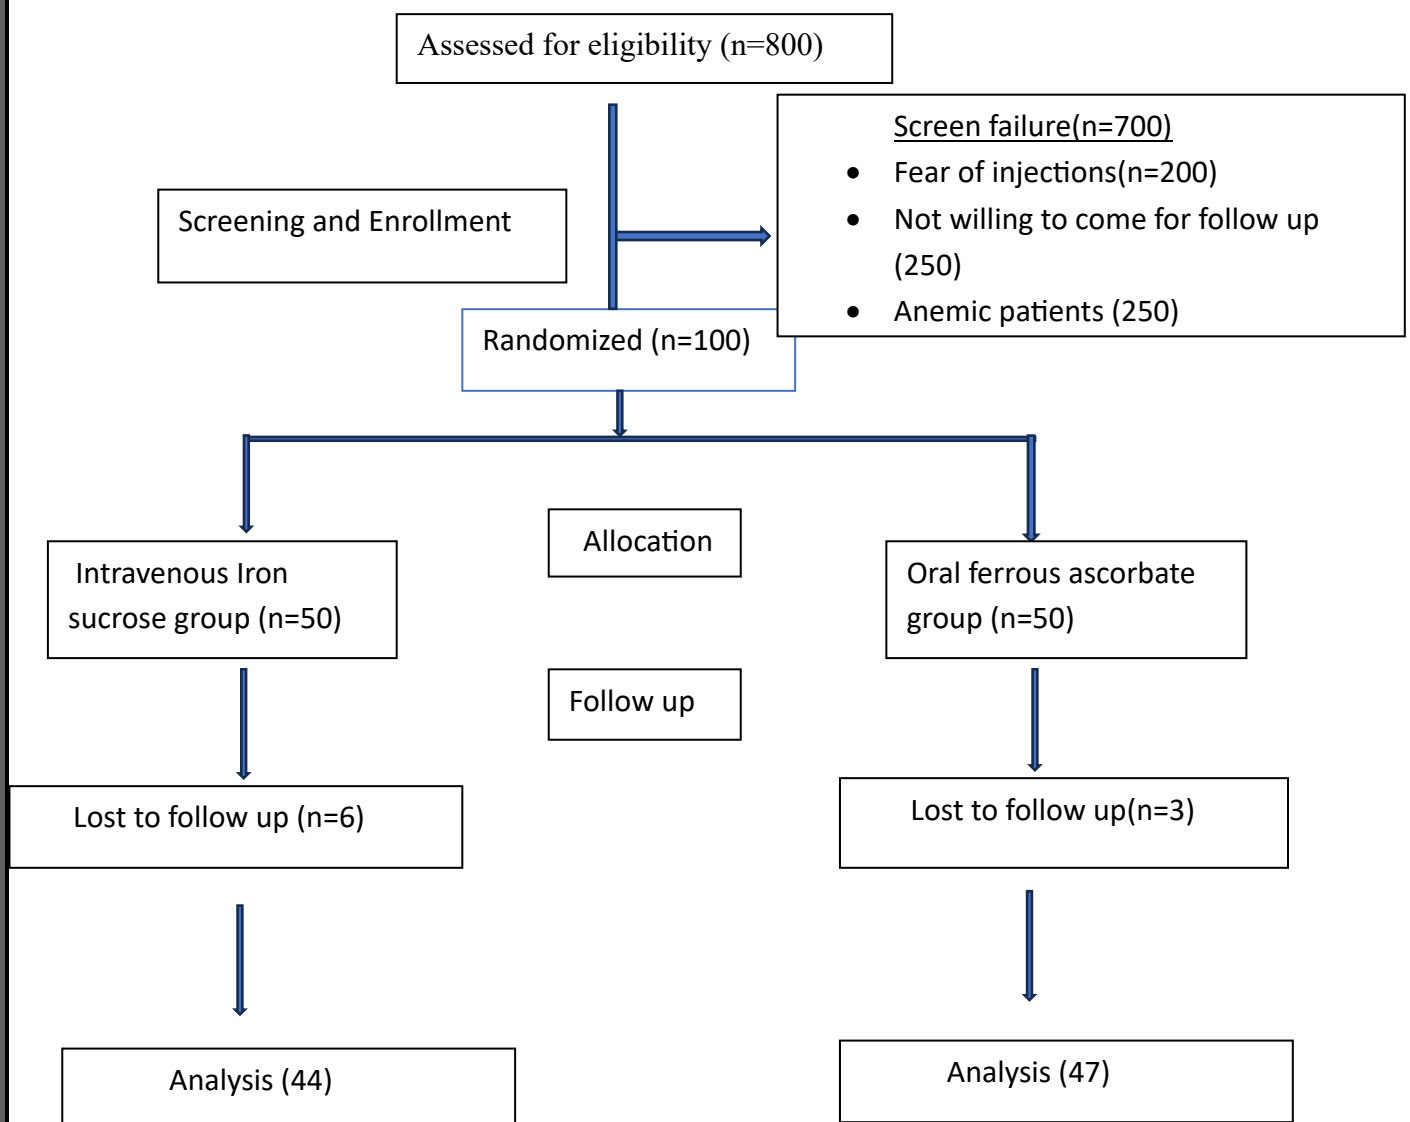 Assessed for eligibility (n=800)
Screen failure(n=700)
• Fear of injections(n=200)
• Not willing to come for follow up
(250)
• Anemic patients (250)
Screening and Enrollment
Randomized (n=100)
Allocation
Intravenous Iron
sucrose group (n=50)
Oral ferrous ascorbate
group (n=50)
Follow up
Lost to follow up (n=6)
Lost to follow up(n=3)
Analysis (44)
Analysis (47)